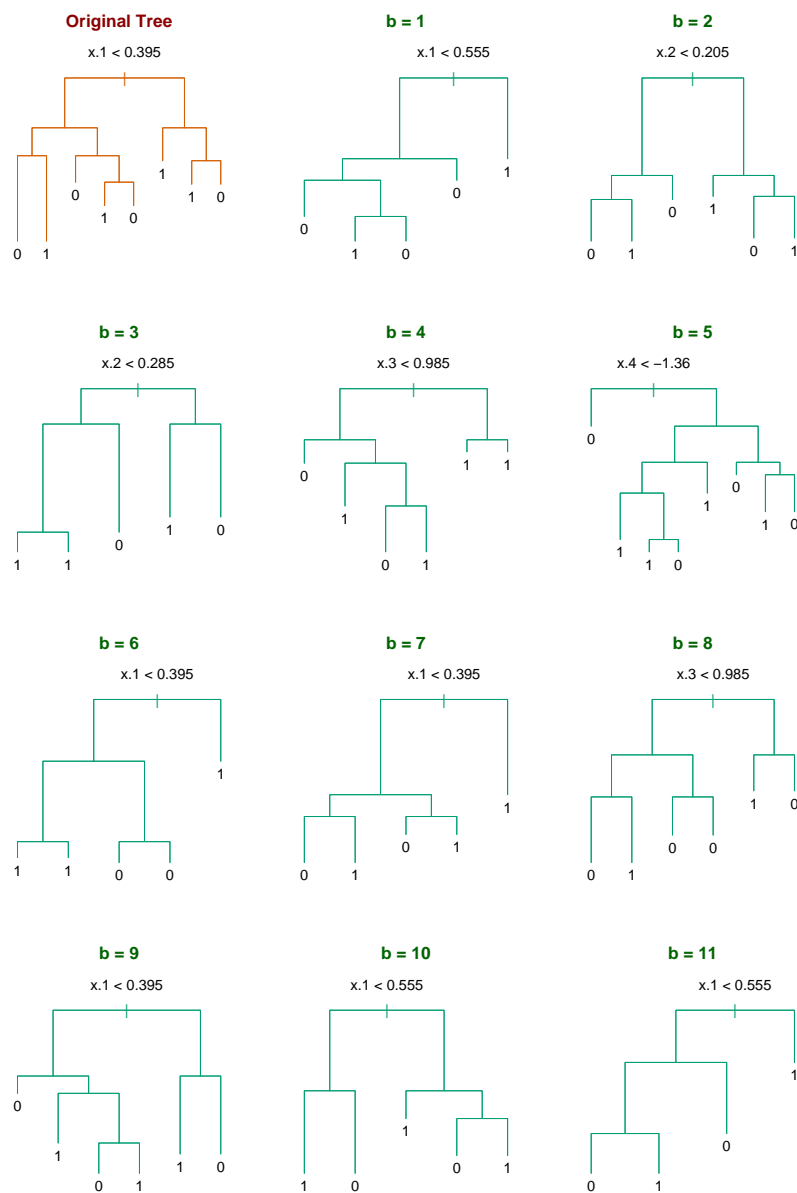 Original Tree
x.1 < 0.395
1
0
1 0
1 0
0 1
b = 1
x.1 < 0.555
1
0
0
1 0
b = 2
x.2 < 0.205
0
1
0 1
0 1
b = 3
x.2 < 0.285
1 0
0
1 1
b = 4
x.3 < 0.985
1 1
0
1
0 1
b = 5
x.4 < −1.36
0
0
1
1 0
1
1 0
b = 6
x.1 < 0.395
1
1 1 0 0
b = 7
x.1 < 0.395
1
0 1
0 1
b = 8
x.3 < 0.985
1 0
0 0
0 1
b = 9
x.1 < 0.395
0
1
1 0
0 1
b = 10
x.1 < 0.555
1
0 1
1 0
b = 11
x.1 < 0.555
1
0
0 1